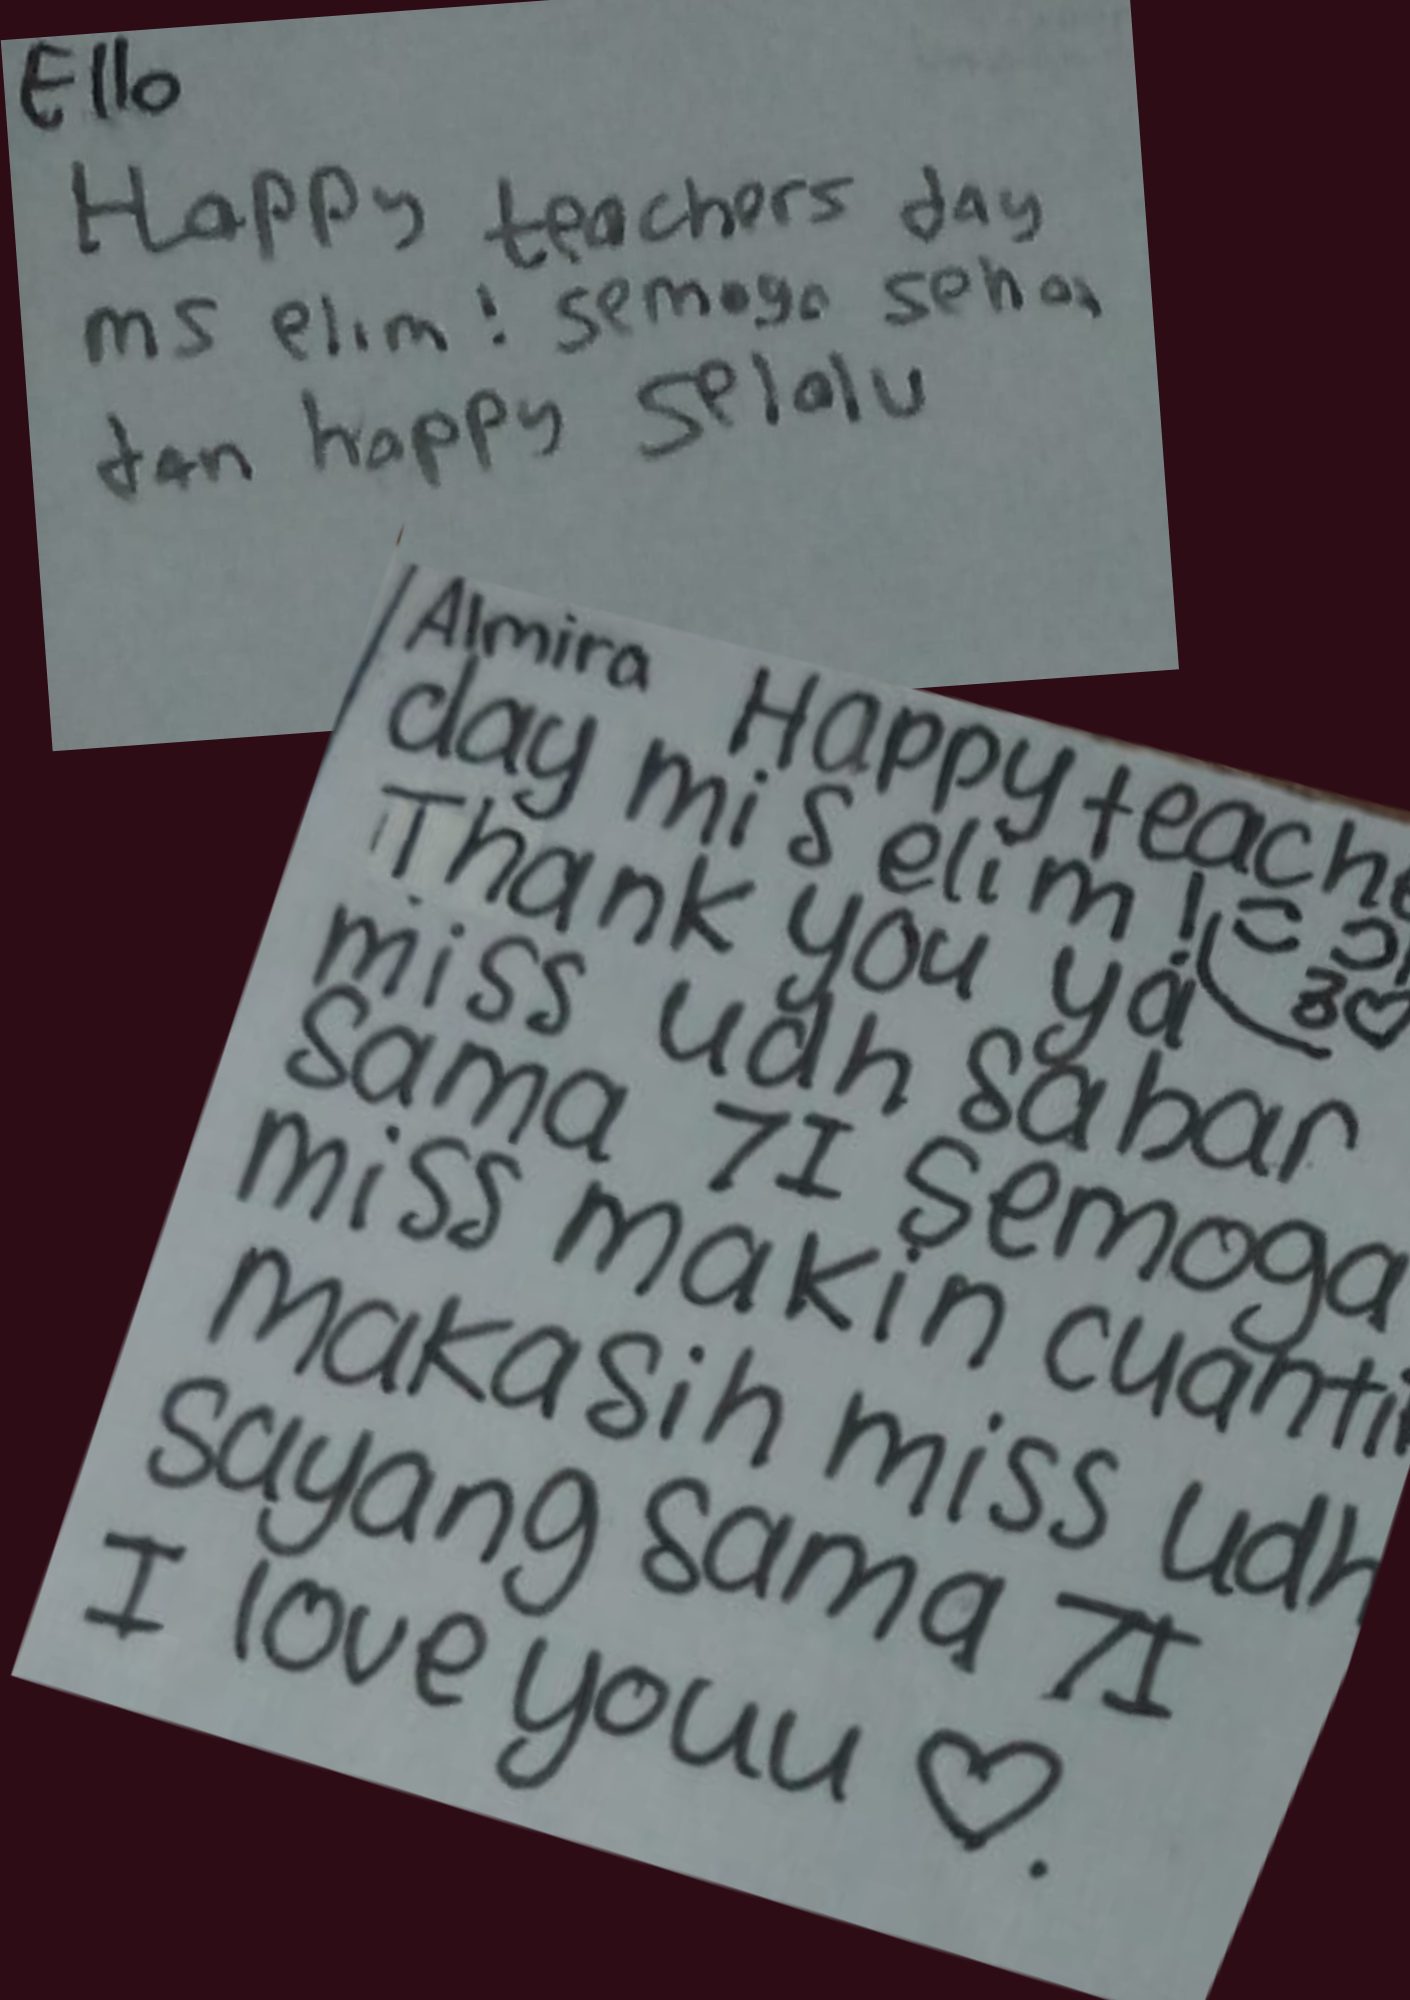 Ello
Happy teachers day
ms elim! semoga sehat
dan happy selalu
Almira Happy teache
day mis elim!
Thank you ya
miss udh sabar
sama 7I semoga
miss makin cuanti
makasih miss udh
sayang sama 7I
I love youu ♡.